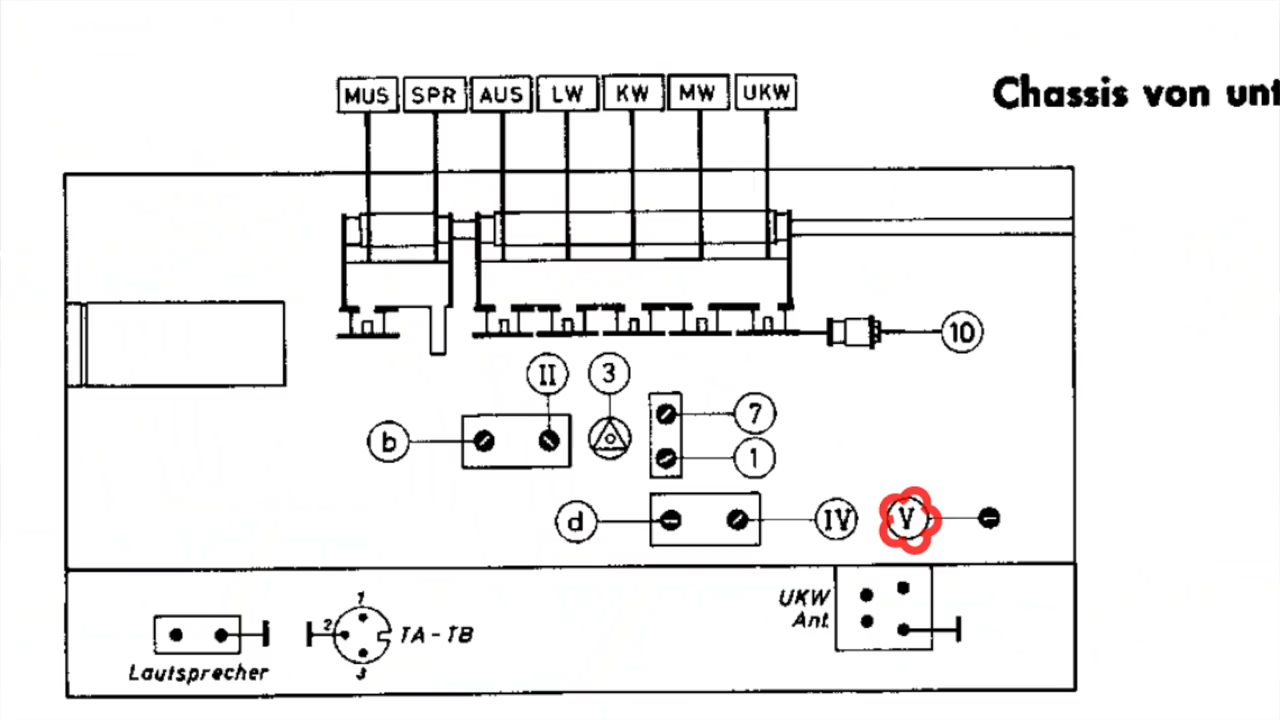 MUS SPR AUS LW KW MW UKW
Chassis von unt
10
II 3
7
b
1
d IV V
UKW
Ant.
1
2 TA-TB
3
Lautsprecher